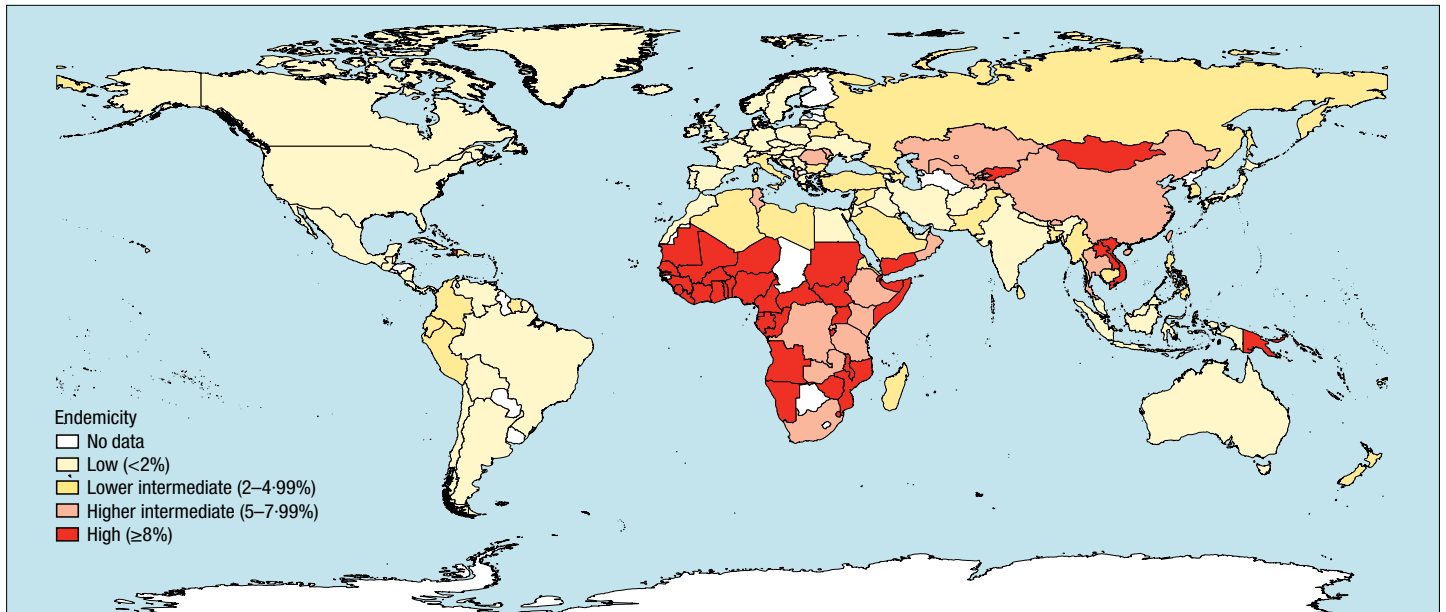 Endemicity
No data
Low (<2%)
Lower intermediate (2–4·99%)
Higher intermediate (5–7·99%)
High (≥8%)